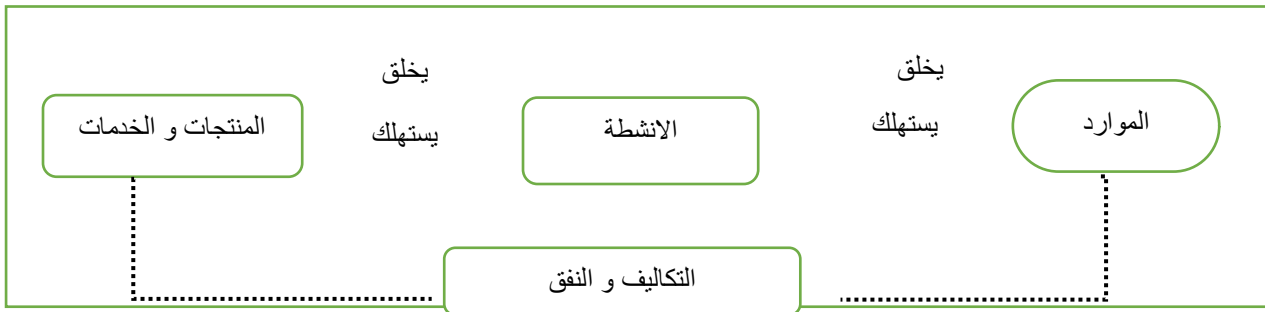 يخلق
يخلق
الموارد
يستهلك
الانشطة
يستهلك
المنتجات و الخدمات
التكاليف و النفق